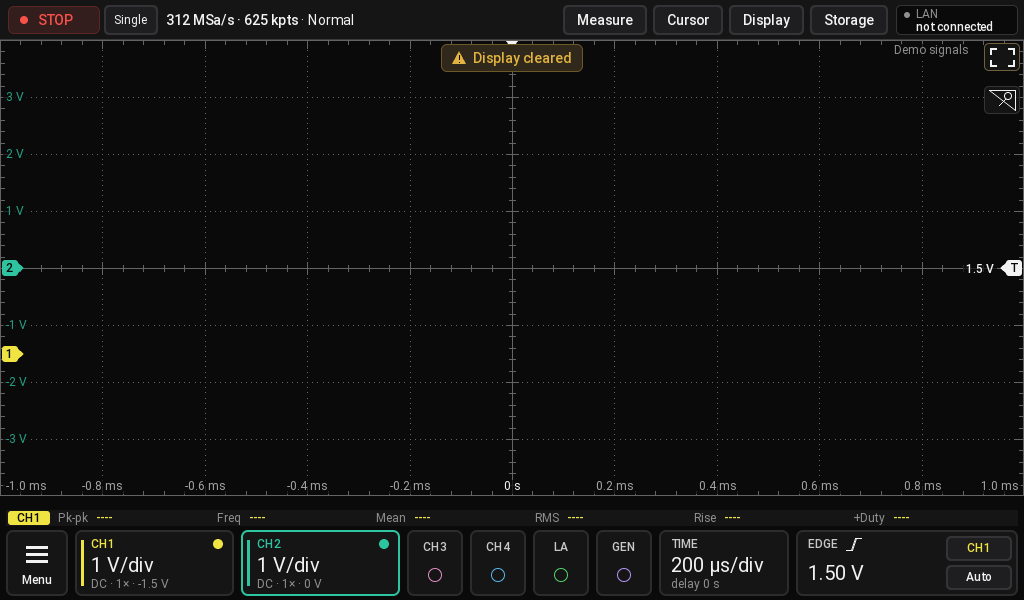 STOP
Single
312 MSa/s · 625 kpts · Normal
Measure
Cursor
Display
Storage
LAN
not connected
Display cleared
Demo signals
3 V
2 V
1 V
2
1.5 V
T
-1 V
1
-2 V
-3 V
-1.0 ms
-0.8 ms
-0.6 ms
-0.4 ms
-0.2 ms
0 s
0.2 ms
0.4 ms
0.6 ms
0.8 ms
1.0 ms
CH1 Pk-pk ---- Freq ---- Mean ---- RMS ---- Rise ---- +Duty ----
Menu
CH1
1 V/div
DC · 1× · -1.5 V
CH2
1 V/div
DC · 1× · 0 V
CH3
CH4
LA
GEN
TIME
200 µs/div
delay 0 s
EDGE
1.50 V
CH1
Auto